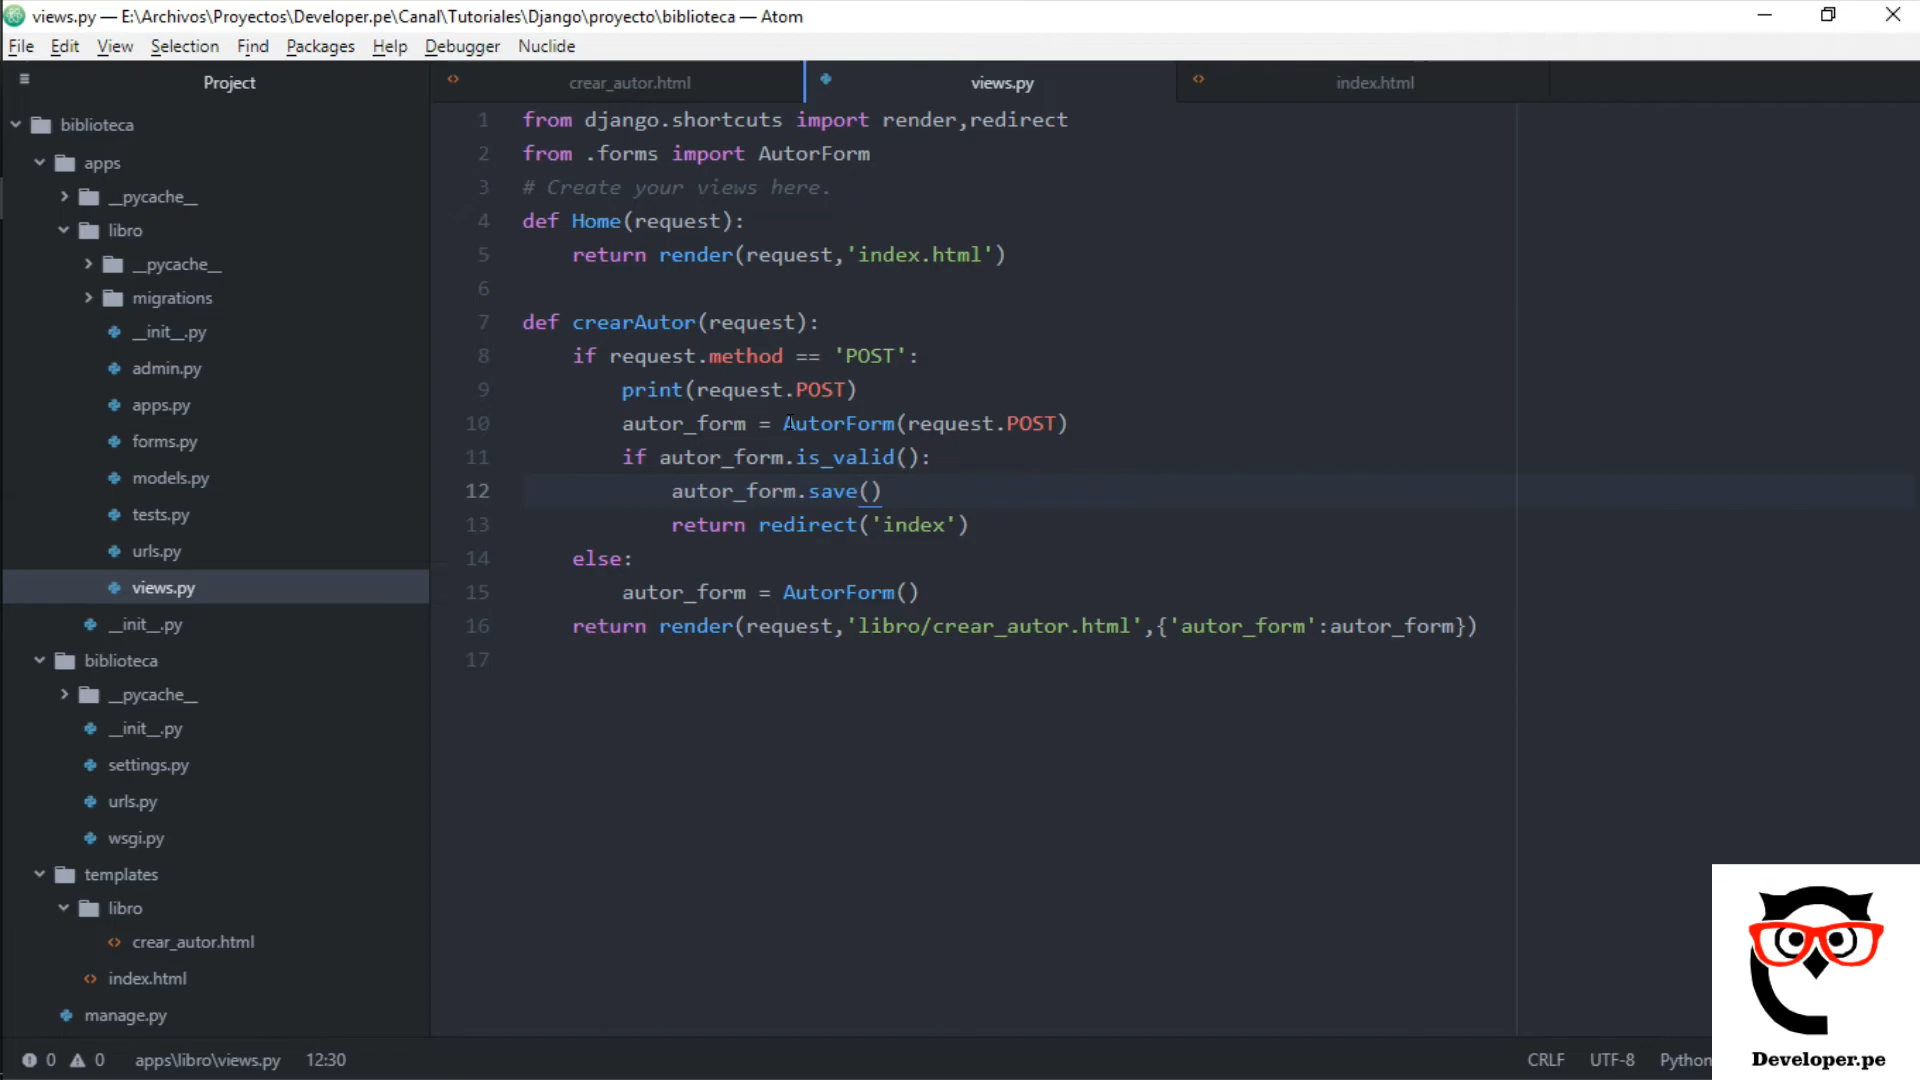 views.py — E:\Archivos\Proyectos\Developer.pe\Canal\Tutoriales\Django\proyecto\biblioteca — Atom
File Edit View Selection Find Packages Help Debugger Nuclide
Project
biblioteca
apps
__pycache__
libro
__pycache__
migrations
__init__.py
admin.py
apps.py
forms.py
models.py
tests.py
urls.py
views.py
__init__.py
biblioteca
__pycache__
__init__.py
settings.py
urls.py
wsgi.py
templates
libro
crear_autor.html
index.html
manage.py
crear_autor.html views.py index.html
1 from django.shortcuts import render,redirect
2 from .forms import AutorForm
3 # Create your views here.
4 def Home(request):
5     return render(request,'index.html')
6
7 def crearAutor(request):
8     if request.method == 'POST':
9         print(request.POST)
10         autor_form = AutorForm(request.POST)
11         if autor_form.is_valid():
12             autor_form.save()
13             return redirect('index')
14     else:
15         autor_form = AutorForm()
16     return render(request,'libro/crear_autor.html',{'autor_form':autor_form})
17
0 0 apps\libro\views.py 12:30 CRLF UTF-8 Python
Developer.pe